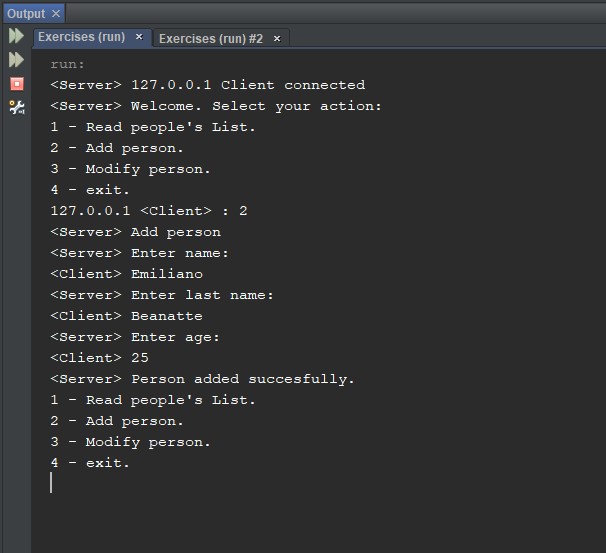 Output
Exercises (run) Exercises (run) #2
run:
<Server> 127.0.0.1 Client connected
<Server> Welcome. Select your action:
1 - Read people's List.
2 - Add person.
3 - Modify person.
4 - exit.
127.0.0.1 <Client> : 2
<Server> Add person
<Server> Enter name:
<Client> Emiliano
<Server> Enter last name:
<Client> Beanatte
<Server> Enter age:
<Client> 25
<Server> Person added succesfully.
1 - Read people's List.
2 - Add person.
3 - Modify person.
4 - exit.